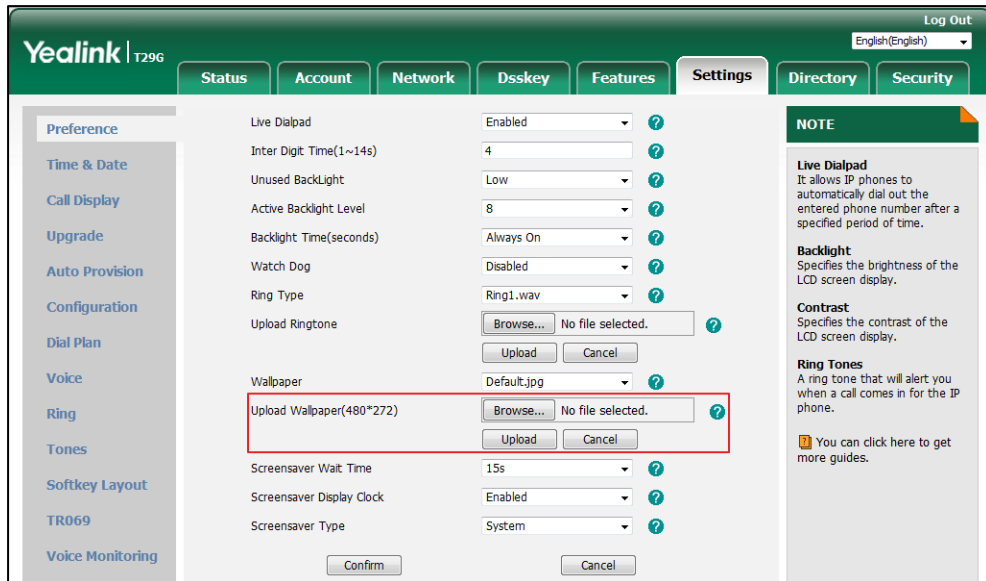 Log Out
Yealink T29G
English(English)
Status Account Network Dsskey Features Settings Directory Security
Preference
Time & Date
Call Display
Upgrade
Auto Provision
Configuration
Dial Plan
Voice
Ring
Tones
Softkey Layout
TR069
Voice Monitoring
Live Dialpad Enabled ?
Inter Digit Time(1~14s) 4 ?
Unused BackLight Low ?
Active Backlight Level 8 ?
Backlight Time(seconds) Always On ?
Watch Dog Disabled ?
Ring Type Ring1.wav ?
Upload Ringtone Browse... No file selected. ?
Upload Cancel
Wallpaper Default.jpg ?
Upload Wallpaper(480*272) Browse... No file selected. ?
Upload Cancel
Screensaver Wait Time 15s ?
Screensaver Display Clock Enabled ?
Screensaver Type System ?
Confirm Cancel
NOTE
Live Dialpad
It allows IP phones to
automatically dial out the
entered phone number after a
specified period of time.
Backlight
Specifies the brightness of the
LCD screen display.
Contrast
Specifies the contrast of the
LCD screen display.
Ring Tones
A ring tone that will alert you
when a call comes in for the IP
phone.
? You can click here to get
more guides.